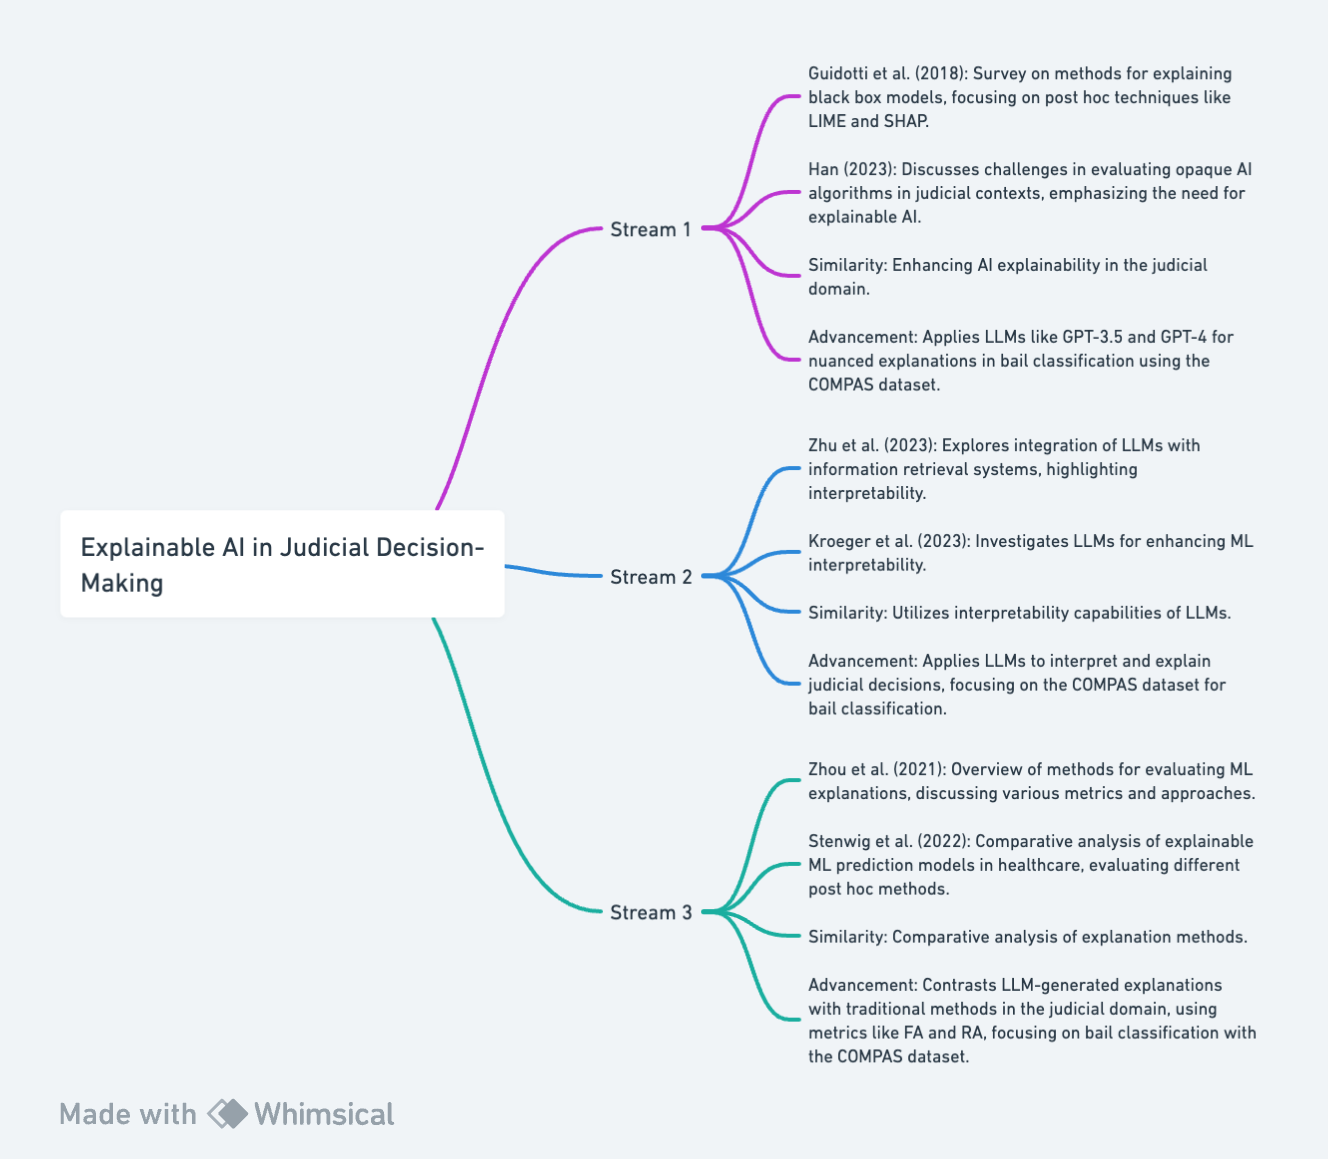 Guidotti et al. (2018): Survey on methods for explaining
black box models, focusing on post hoc techniques like
LIME and SHAP.
Han (2023): Discusses challenges in evaluating opaque AI
algorithms in judicial contexts, emphasizing the need for
explainable AI.
Stream 1
Similarity: Enhancing AI explainability in the judicial
domain.
Advancement: Applies LLMs like GPT-3.5 and GPT-4 for
nuanced explanations in bail classification using the
COMPAS dataset.
Zhu et al. (2023): Explores integration of LLMs with
information retrieval systems, highlighting
interpretability.
Explainable AI in Judicial Decision-
Making
Kroeger et al. (2023): Investigates LLMs for enhancing ML
interpretability.
Stream 2
Similarity: Utilizes interpretability capabilities of LLMs.
Advancement: Applies LLMs to interpret and explain
judicial decisions, focusing on the COMPAS dataset for
bail classification.
Zhou et al. (2021): Overview of methods for evaluating ML
explanations, discussing various metrics and approaches.
Stenwig et al. (2022): Comparative analysis of explainable
ML prediction models in healthcare, evaluating different
post hoc methods.
Stream 3
Similarity: Comparative analysis of explanation methods.
Advancement: Contrasts LLM-generated explanations
with traditional methods in the judicial domain, using
metrics like FA and RA, focusing on bail classification with
the COMPAS dataset.
Made with Whimsical